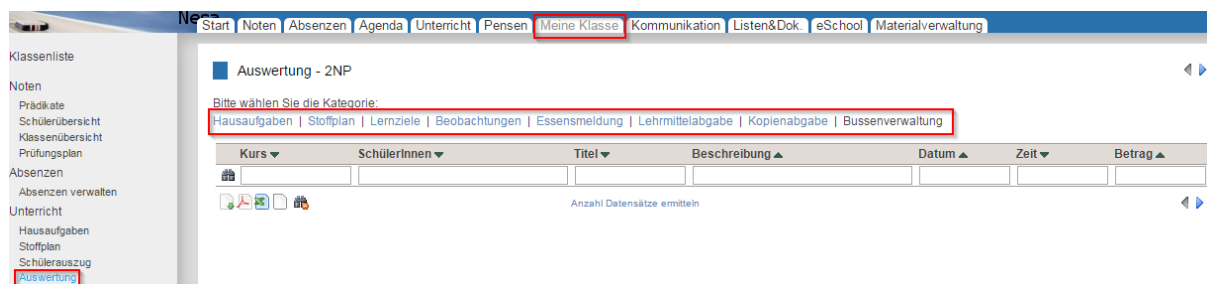 Nesa
Start Noten Absenzen Agenda Unterricht Pensen Meine Klasse Kommunikation Listen&Dok. eSchool Materialverwaltung
Klassenliste
Noten
Prädikate
Schülerübersicht
Klassenübersicht
Prüfungsplan
Absenzen
Absenzen verwalten
Unterricht
Hausaufgaben
Stoffplan
Schülerauszug
Auswertung
Auswertung - 2NP
Bitte wählen Sie die Kategorie:
Hausaufgaben | Stoffplan | Lernziele | Beobachtungen | Essensmeldung | Lehrmittelabgabe | Kopienabgabe | Bussenverwaltung
Kurs SchülerInnen Titel Beschreibung Datum Zeit Betrag
Anzahl Datensätze ermitteln